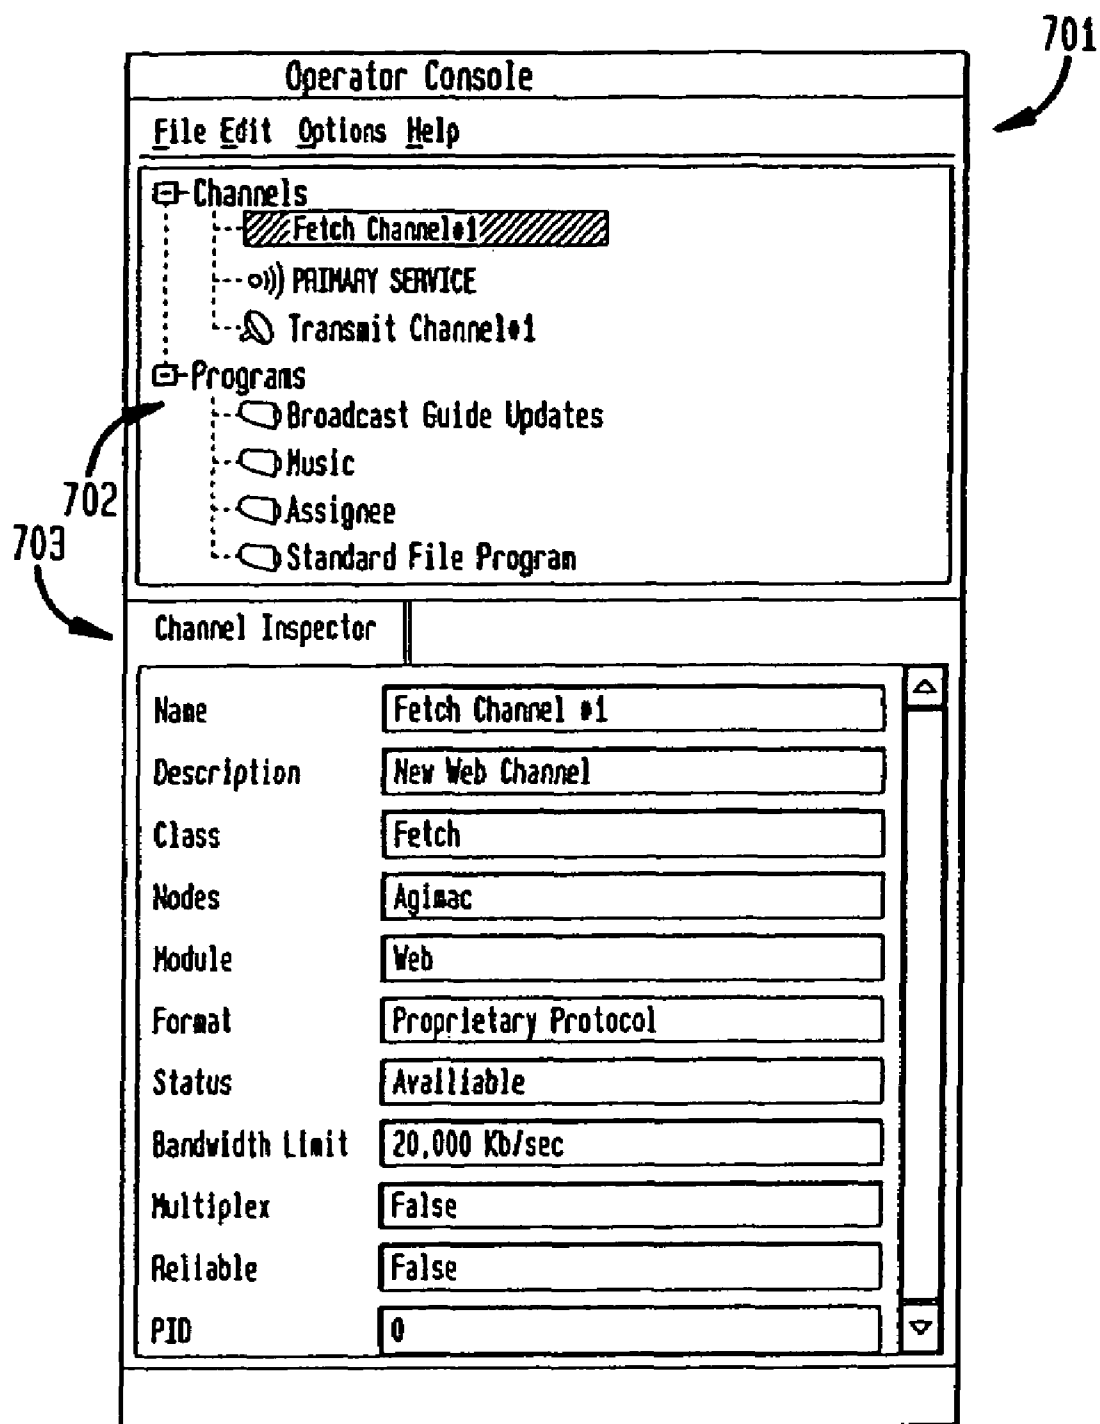 701
Operator Console
File Edit Options Help
Channels
Fetch Channel#1
PRIMARY SERVICE
Transmit Channel#1
Programs
Broadcast Guide Updates
Music
Assignee
Standard File Program
702
703
Channel Inspector
Name Fetch Channel #1
Description New Web Channel
Class Fetch
Nodes Agimac
Module Web
Format Proprietary Protocol
Status Availiable
Bandwidth Limit 20,000 Kb/sec
Multiplex False
Reliable False
PID 0